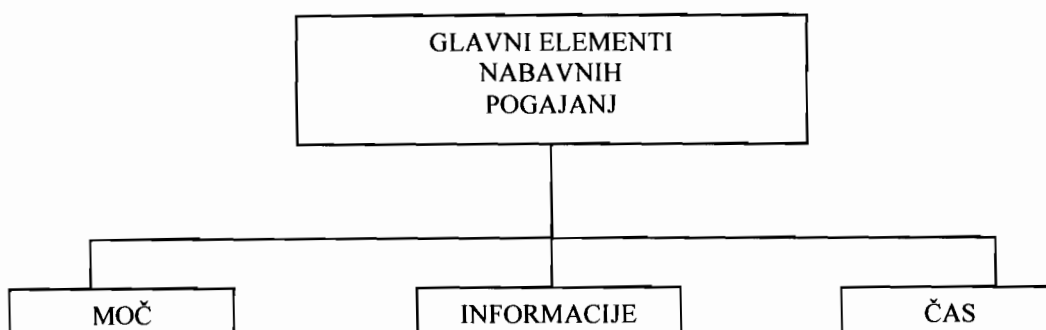 GLAVNI ELEMENTI
NABAVNIH
POGAJANJ
MOČ
INFORMACIJE
ČAS